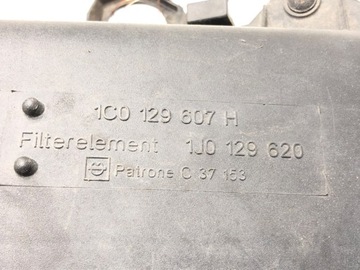 1C0 129 607 H
Filterelement 1J0 129 620
Patrone C 37 153